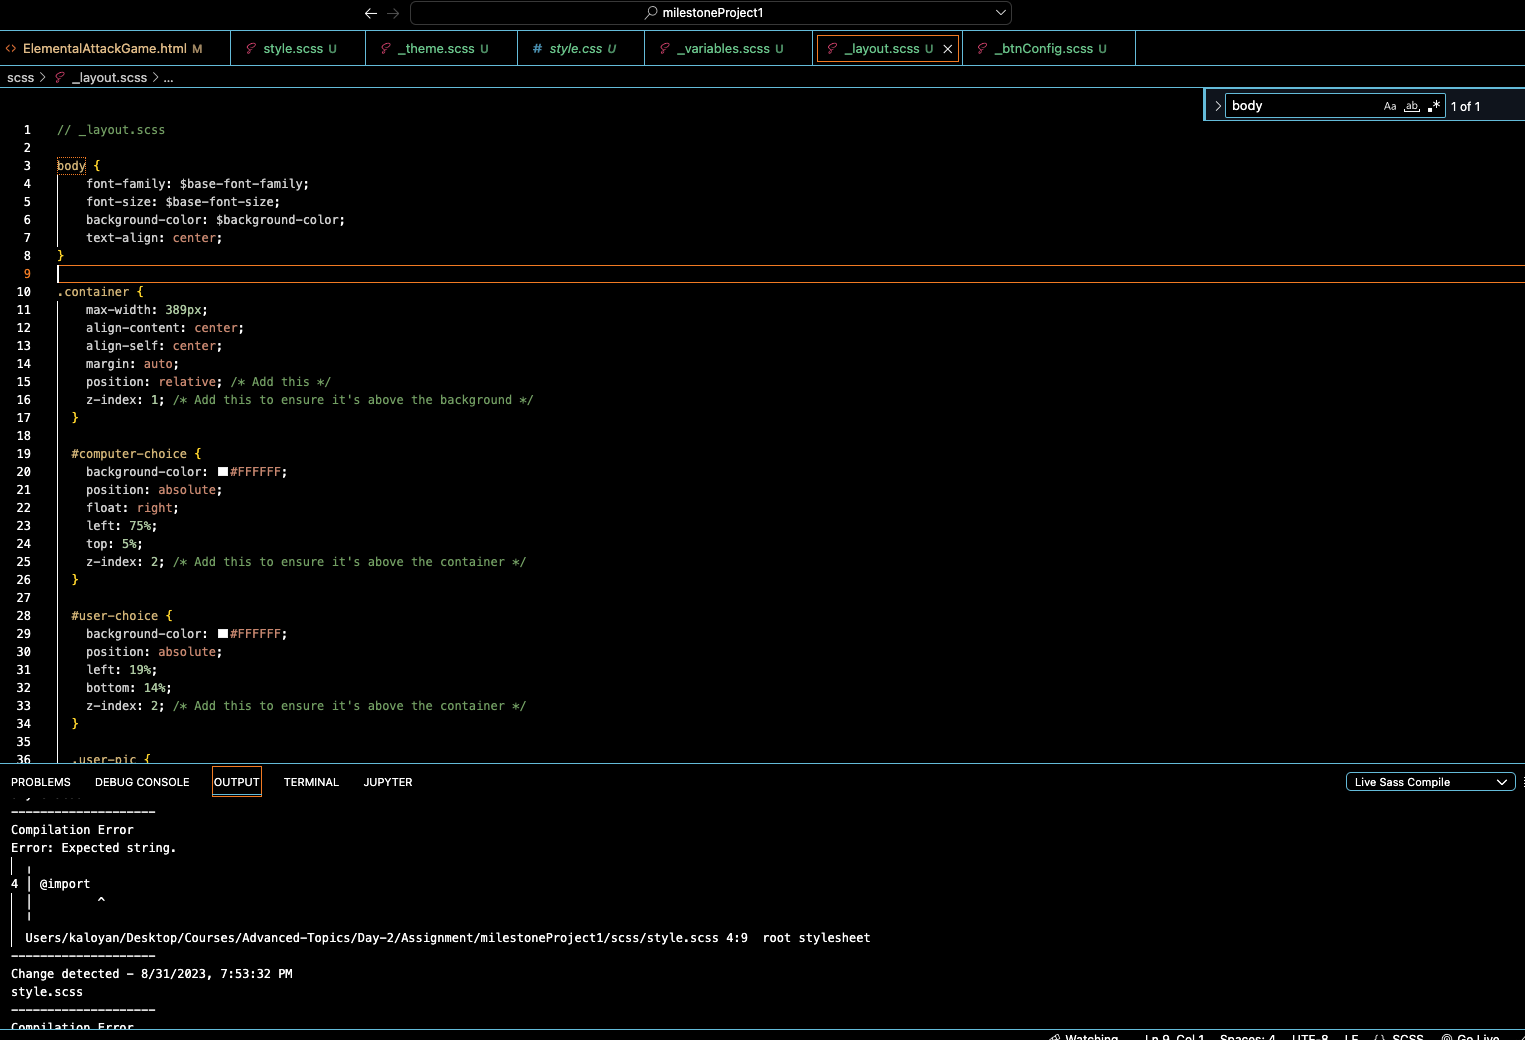 milestoneProject1
ElementalAttackGame.html M
style.scss U
_theme.scss U
# style.css U
_variables.scss U
_layout.scss U
_btnConfig.scss U
scss > _layout.scss > ...
body Aa ab 1 of 1
1 // _layout.scss
2
3 body {
4 font-family: $base-font-family;
5 font-size: $base-font-size;
6 background-color: $background-color;
7 text-align: center;
8 }
9
10 .container {
11 max-width: 389px;
12 align-content: center;
13 align-self: center;
14 margin: auto;
15 position: relative; /* Add this */
16 z-index: 1; /* Add this to ensure it's above the background */
17 }
18
19 #computer-choice {
20 background-color: #FFFFFF;
21 position: absolute;
22 float: right;
23 left: 75%;
24 top: 5%;
25 z-index: 2; /* Add this to ensure it's above the container */
26 }
27
28 #user-choice {
29 background-color: #FFFFFF;
30 position: absolute;
31 left: 19%;
32 bottom: 14%;
33 z-index: 2; /* Add this to ensure it's above the container */
34 }
35
36 .user-pic {
PROBLEMS DEBUG CONSOLE OUTPUT TERMINAL JUPYTER Live Sass Compile
--------------------
Compilation Error
Error: Expected string.
4 │ @import
^
Users/kaloyan/Desktop/Courses/Advanced-Topics/Day-2/Assignment/milestoneProject1/scss/style.scss 4:9 root stylesheet
--------------------
Change detected - 8/31/2023, 7:53:32 PM
style.scss
--------------------
Compilation Error
Watching... Ln 9, Col 1 Spaces: 4 UTF-8 LF {} SCSS Go Live